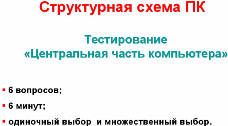 Структурная схема ПК
Тестирование
«Центральная часть компьютера»
6 вопросов;
6 минут;
одиночный выбор и множественный выбор.